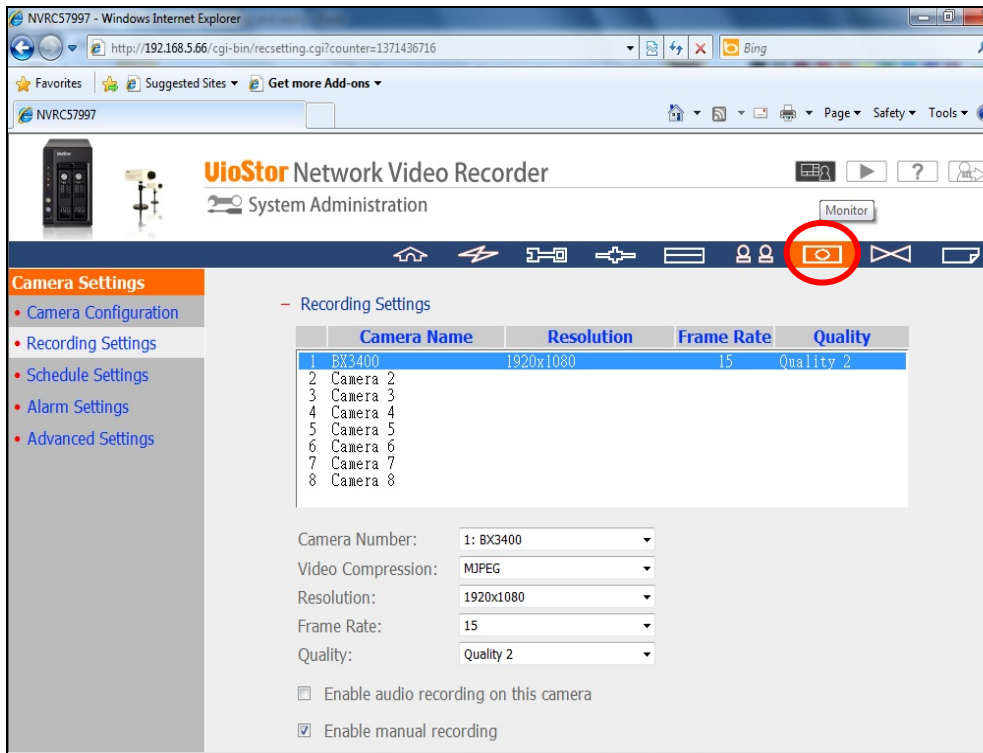 NVRC57997 - Windows Internet Explorer
http://192.168.5.66/cgi-bin/recsetting.cgi?counter=1371436716
Bing
Favorites Suggested Sites Get more Add-ons
NVRC57997 Page Safety Tools
VioStor Network Video Recorder
?
System Administration
Monitor
Camera Settings
• Camera Configuration
• Recording Settings
• Schedule Settings
• Alarm Settings
• Advanced Settings
− Recording Settings
Camera Name Resolution Frame Rate Quality
1 BX3400 1920x1080 15 Quality 2
2 Camera 2
3 Camera 3
4 Camera 4
5 Camera 5
6 Camera 6
7 Camera 7
8 Camera 8
Camera Number: 1: BX3400
Video Compression: MJPEG
Resolution: 1920x1080
Frame Rate: 15
Quality: Quality 2
Enable audio recording on this camera
Enable manual recording